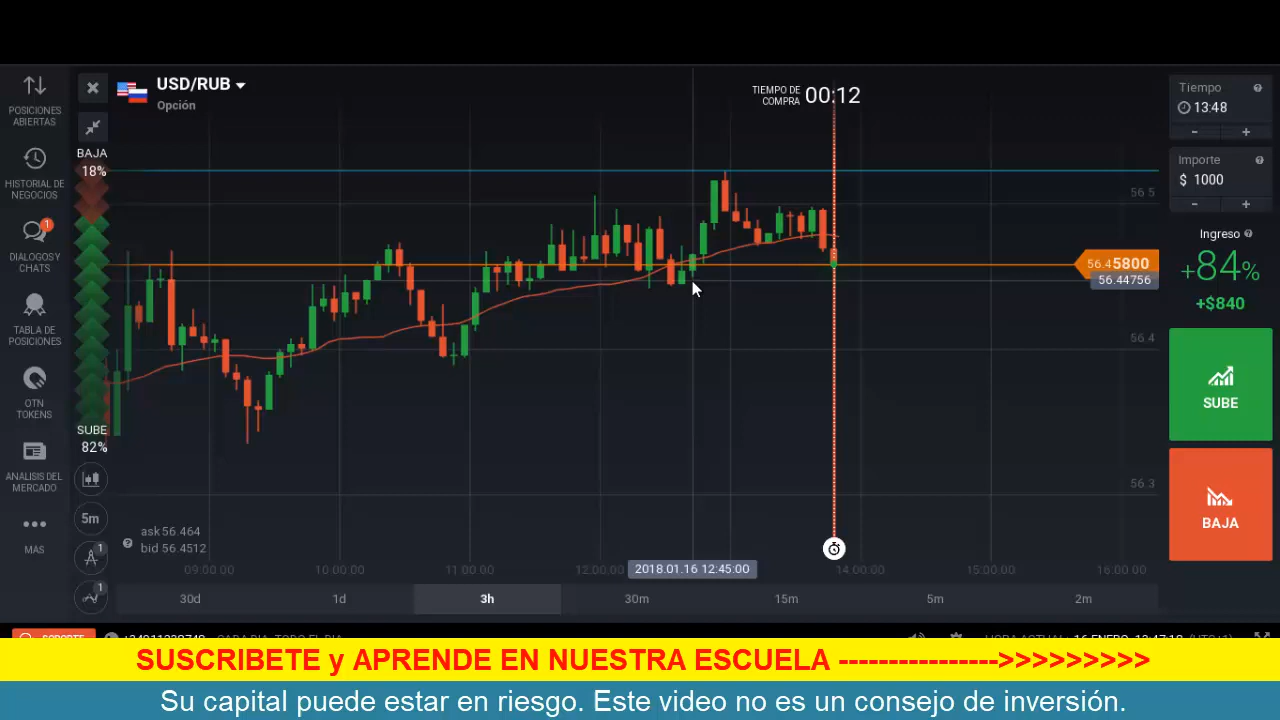 POSICIONES
ABIERTAS
HISTORIAL DE
NEGOCIOS
1
DIALOGOS Y
CHATS
TABLA DE
POSICIONES
OTN
TOKENS
ANÁLISIS DEL
MERCADO
MAS
USD/RUB
Opción
BAJA
18%
SUBE
82%
5m
1
1
ask 56.464
bid 56.4512
TIEMPO DE
COMPRA
00:12
56.5
56.45800
56.44756
56.4
56.3
09:00:00 10:00:00 11:00:00 12:00:00 2018.01.16 12:45:00 14:00:00 15:00:00 16:00:00
30d 1d 3h 30m 15m 5m 2m
Tiempo
13:48
- +
Importe
$ 1000
- +
Ingreso
+84%
+$840
SUBE
BAJA
SUSCRIBETE y APRENDE EN NUESTRA ESCUELA ---------------->>>>>>>>>
Su capital puede estar en riesgo. Este video no es un consejo de inversión.